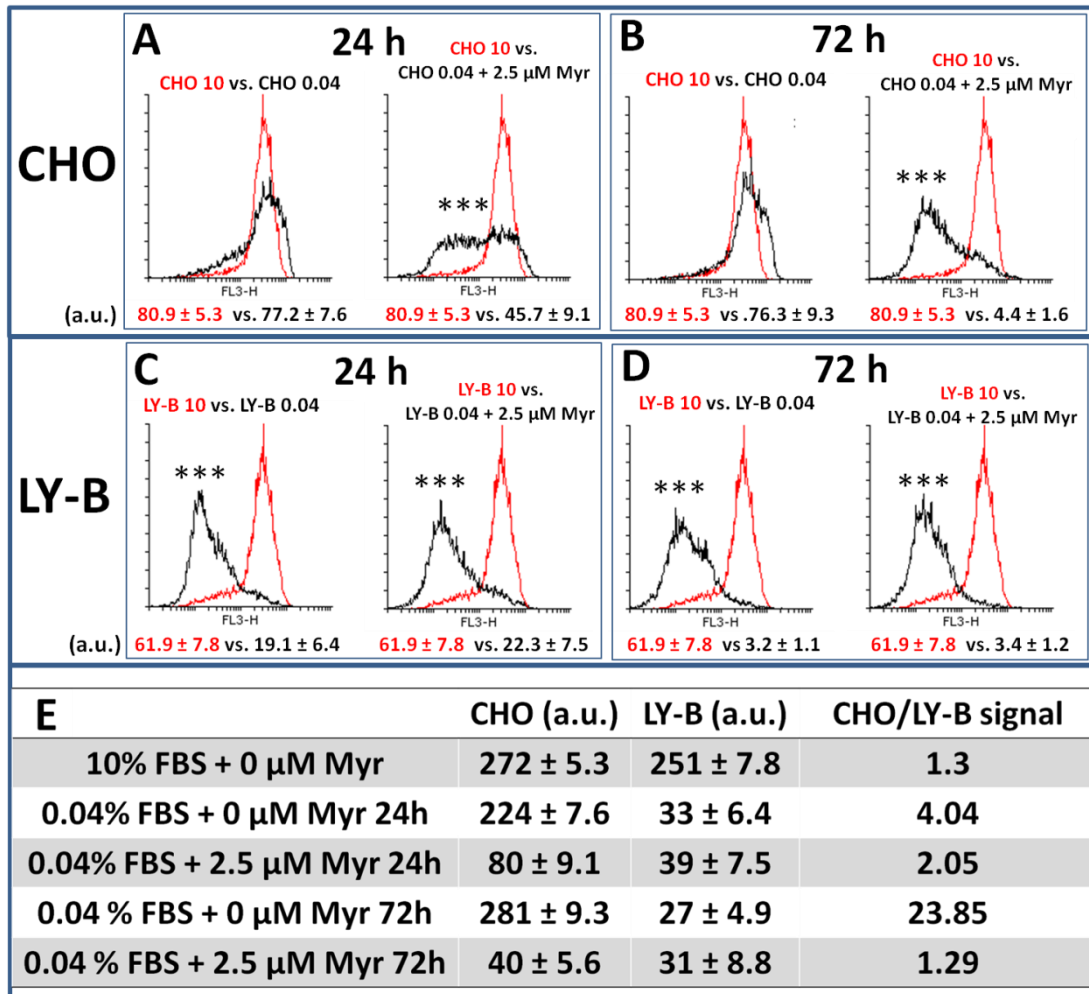 A 24 h
CHO 10 vs. CHO 0.04
CHO 10 vs.
CHO 0.04 + 2.5 µM Myr
FL3-H
FL3-H
***
80.9 ± 5.3 vs. 77.2 ± 7.6
80.9 ± 5.3 vs. 45.7 ± 9.1
B 72 h
CHO 10 vs. CHO 0.04
CHO 10 vs.
CHO 0.04 + 2.5 µM Myr
:
***
FL3-H
FL3-H
80.9 ± 5.3 vs .76.3 ± 9.3
80.9 ± 5.3 vs. 4.4 ± 1.6
CHO
(a.u.)
C 24 h
LY-B 10 vs. LY-B 0.04
LY-B 10 vs.
LY-B 0.04 + 2.5 µM Myr
***
***
FL3-H
FL3-H
61.9 ± 7.8 vs. 19.1 ± 6.4
61.9 ± 7.8 vs. 22.3 ± 7.5
D 72 h
LY-B 10 vs. LY-B 0.04
LY-B 10 vs.
LY-B 0.04 + 2.5 µM Myr
***
***
FL3-H
FL3-H
61.9 ± 7.8 vs 3.2 ± 1.1
61.9 ± 7.8 vs. 3.4 ± 1.2
LY-B
(a.u.)
E CHO (a.u.) LY-B (a.u.) CHO/LY-B signal
10% FBS + 0 µM Myr 272 ± 5.3 251 ± 7.8 1.3
0.04% FBS + 0 µM Myr 24h 224 ± 7.6 33 ± 6.4 4.04
0.04% FBS + 2.5 µM Myr 24h 80 ± 9.1 39 ± 7.5 2.05
0.04 % FBS + 0 µM Myr 72h 281 ± 9.3 27 ± 4.9 23.85
0.04 % FBS + 2.5 µM Myr 72h 40 ± 5.6 31 ± 8.8 1.29